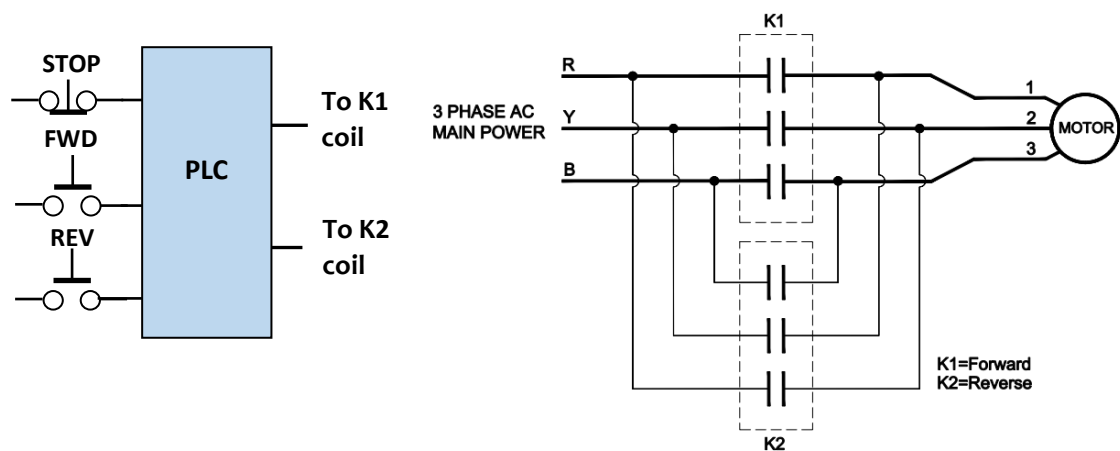 STOP
FWD
REV
PLC
To K1
coil
To K2
coil
K1
R
3 PHASE AC
MAIN POWER
Y
B
1
2
3
MOTOR
K1=Forward
K2=Reverse
K2